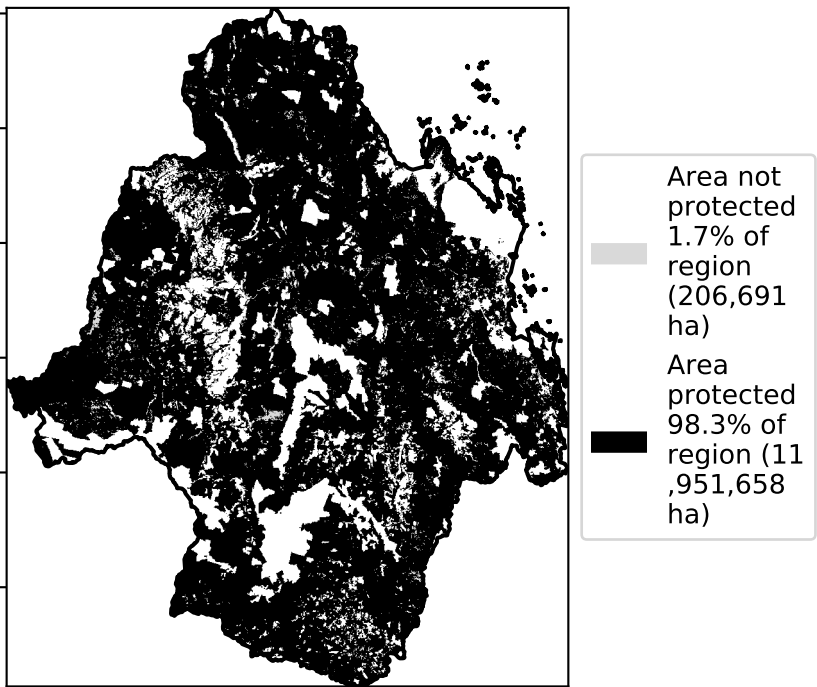 Area not
protected
1.7% of
region
(206,691
ha)
Area
protected
98.3% of
region (11
,951,658
ha)